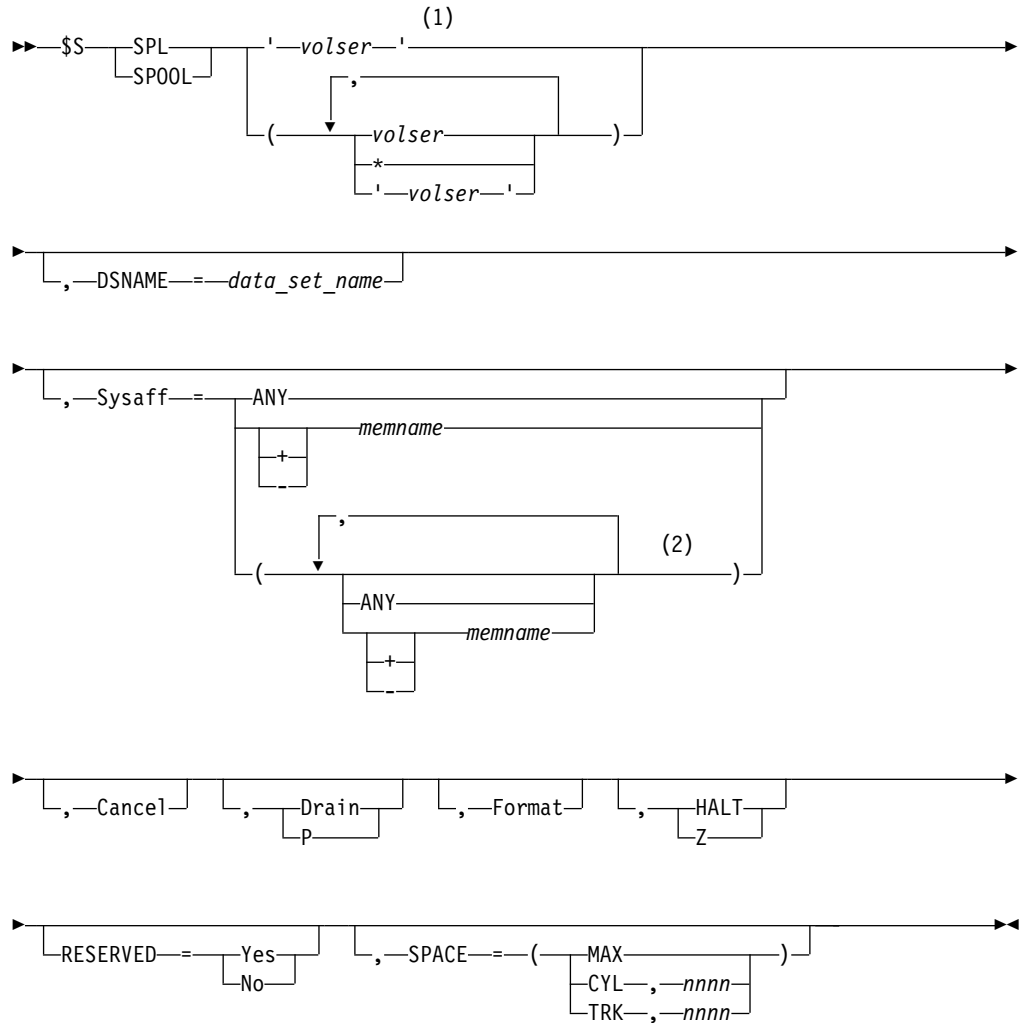 (1)
$S SPL ' volser '
SPOOL
,
( volser )
*
' volser '
, DSNAME = data_set_name
, Sysaff = ANY
memname
+
-
,
(2)
( )
ANY
memname
+
-
, Cancel , Drain , Format , HALT
P Z
RESERVED = Yes , SPACE = ( MAX )
No CYL , nnnn
TRK , nnnn